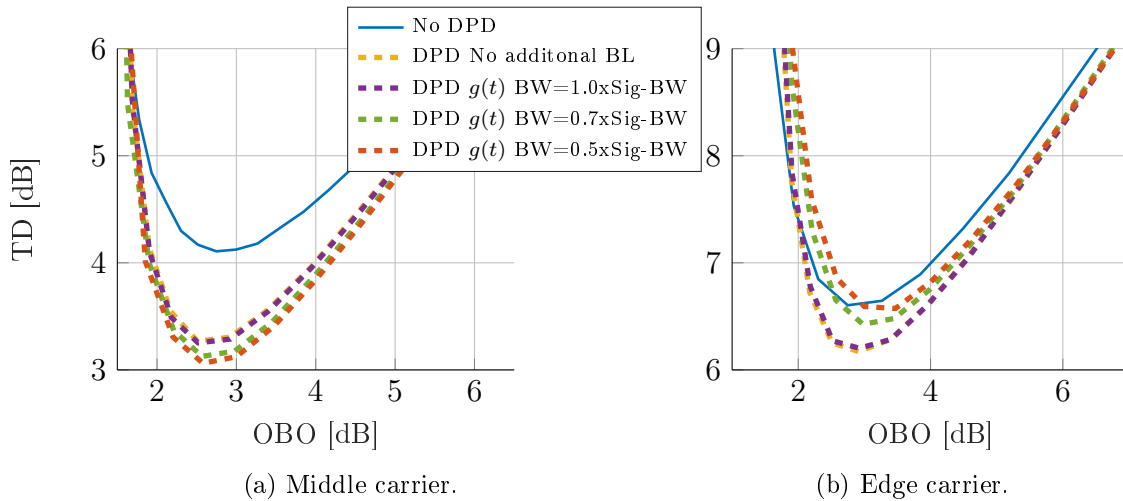 No DPD
DPD No additonal BL
DPD g(t) BW=1.0xSig-BW
DPD g(t) BW=0.7xSig-BW
DPD g(t) BW=0.5xSig-BW
TD [dB]
6
5
4
3
2 3 4 5 6
OBO [dB]
(a) Middle carrier.
9
8
7
6
2 4 6
OBO [dB]
(b) Edge carrier.